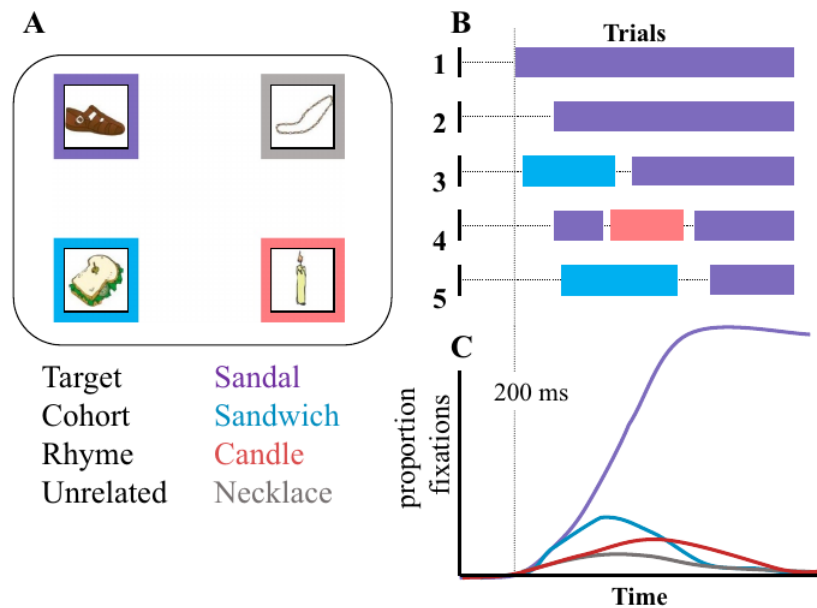 A
Target Sandal
Cohort Sandwich
Rhyme Candle
Unrelated Necklace
B
Trials
1
2
3
4
5
C
200 ms
proportion
fixations
Time